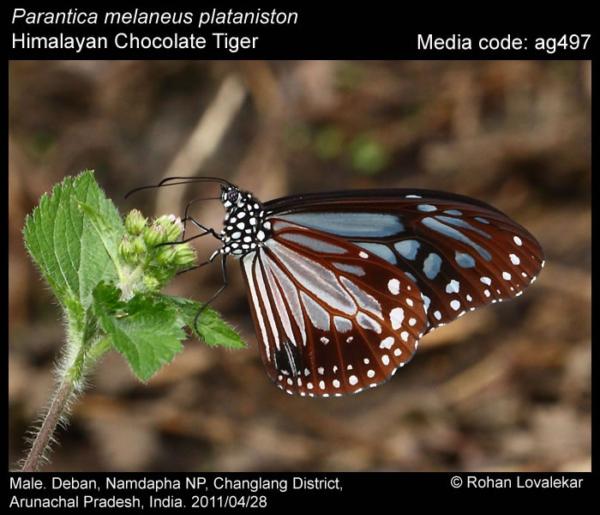 Parantica melaneus plataniston
Himalayan Chocolate Tiger
Media code: ag497
Male. Deban, Namdapha NP, Changlang District,
Arunachal Pradesh, India. 2011/04/28
© Rohan Lovalekar